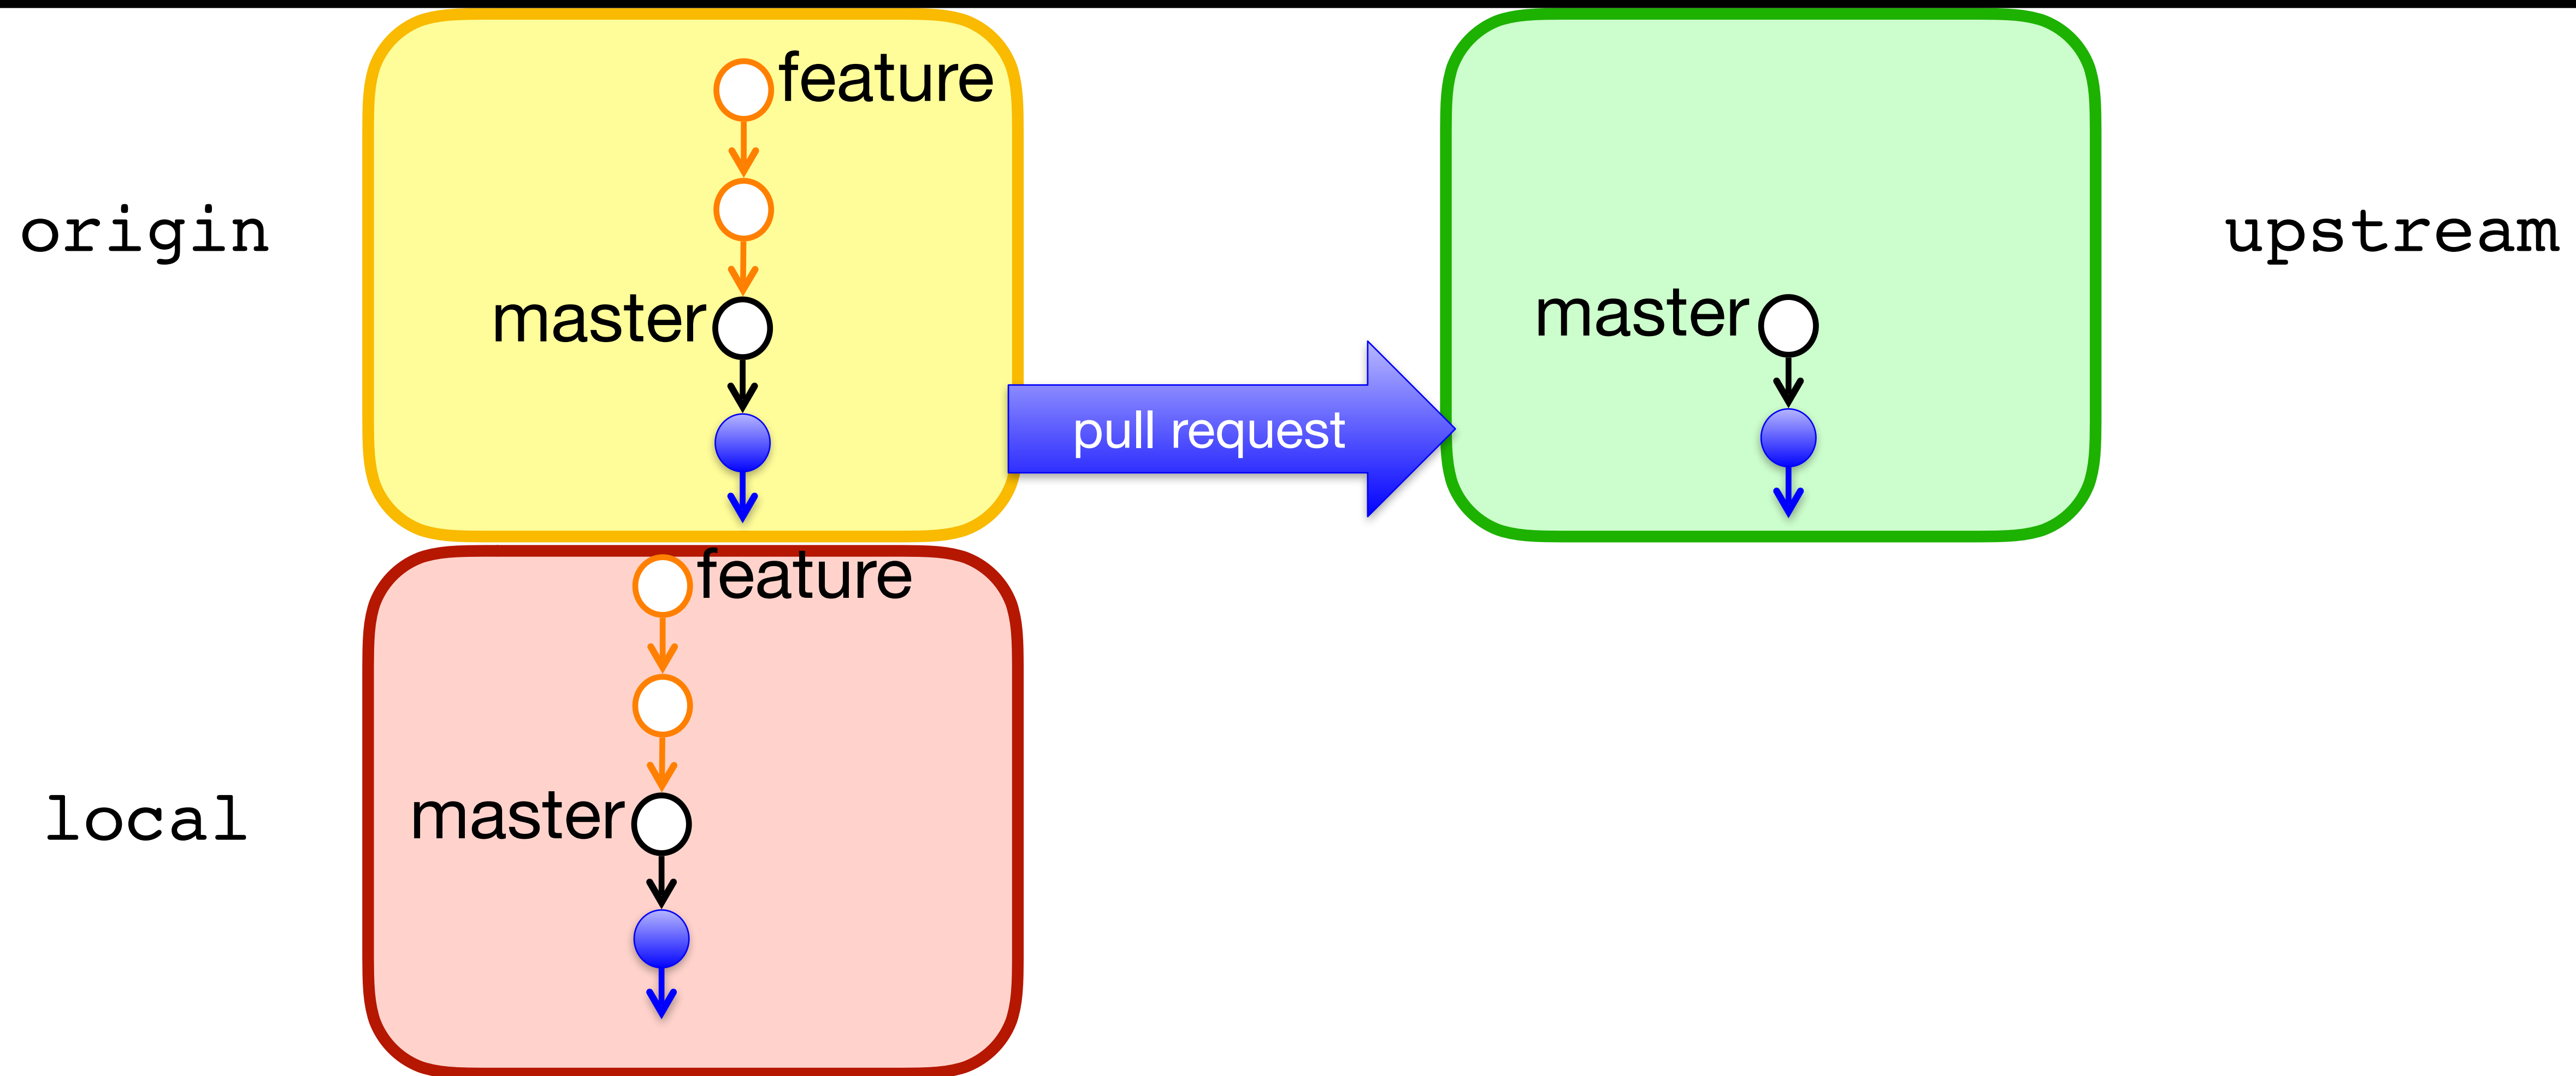 feature
origin
master
pull request
master
upstream
feature
local
master